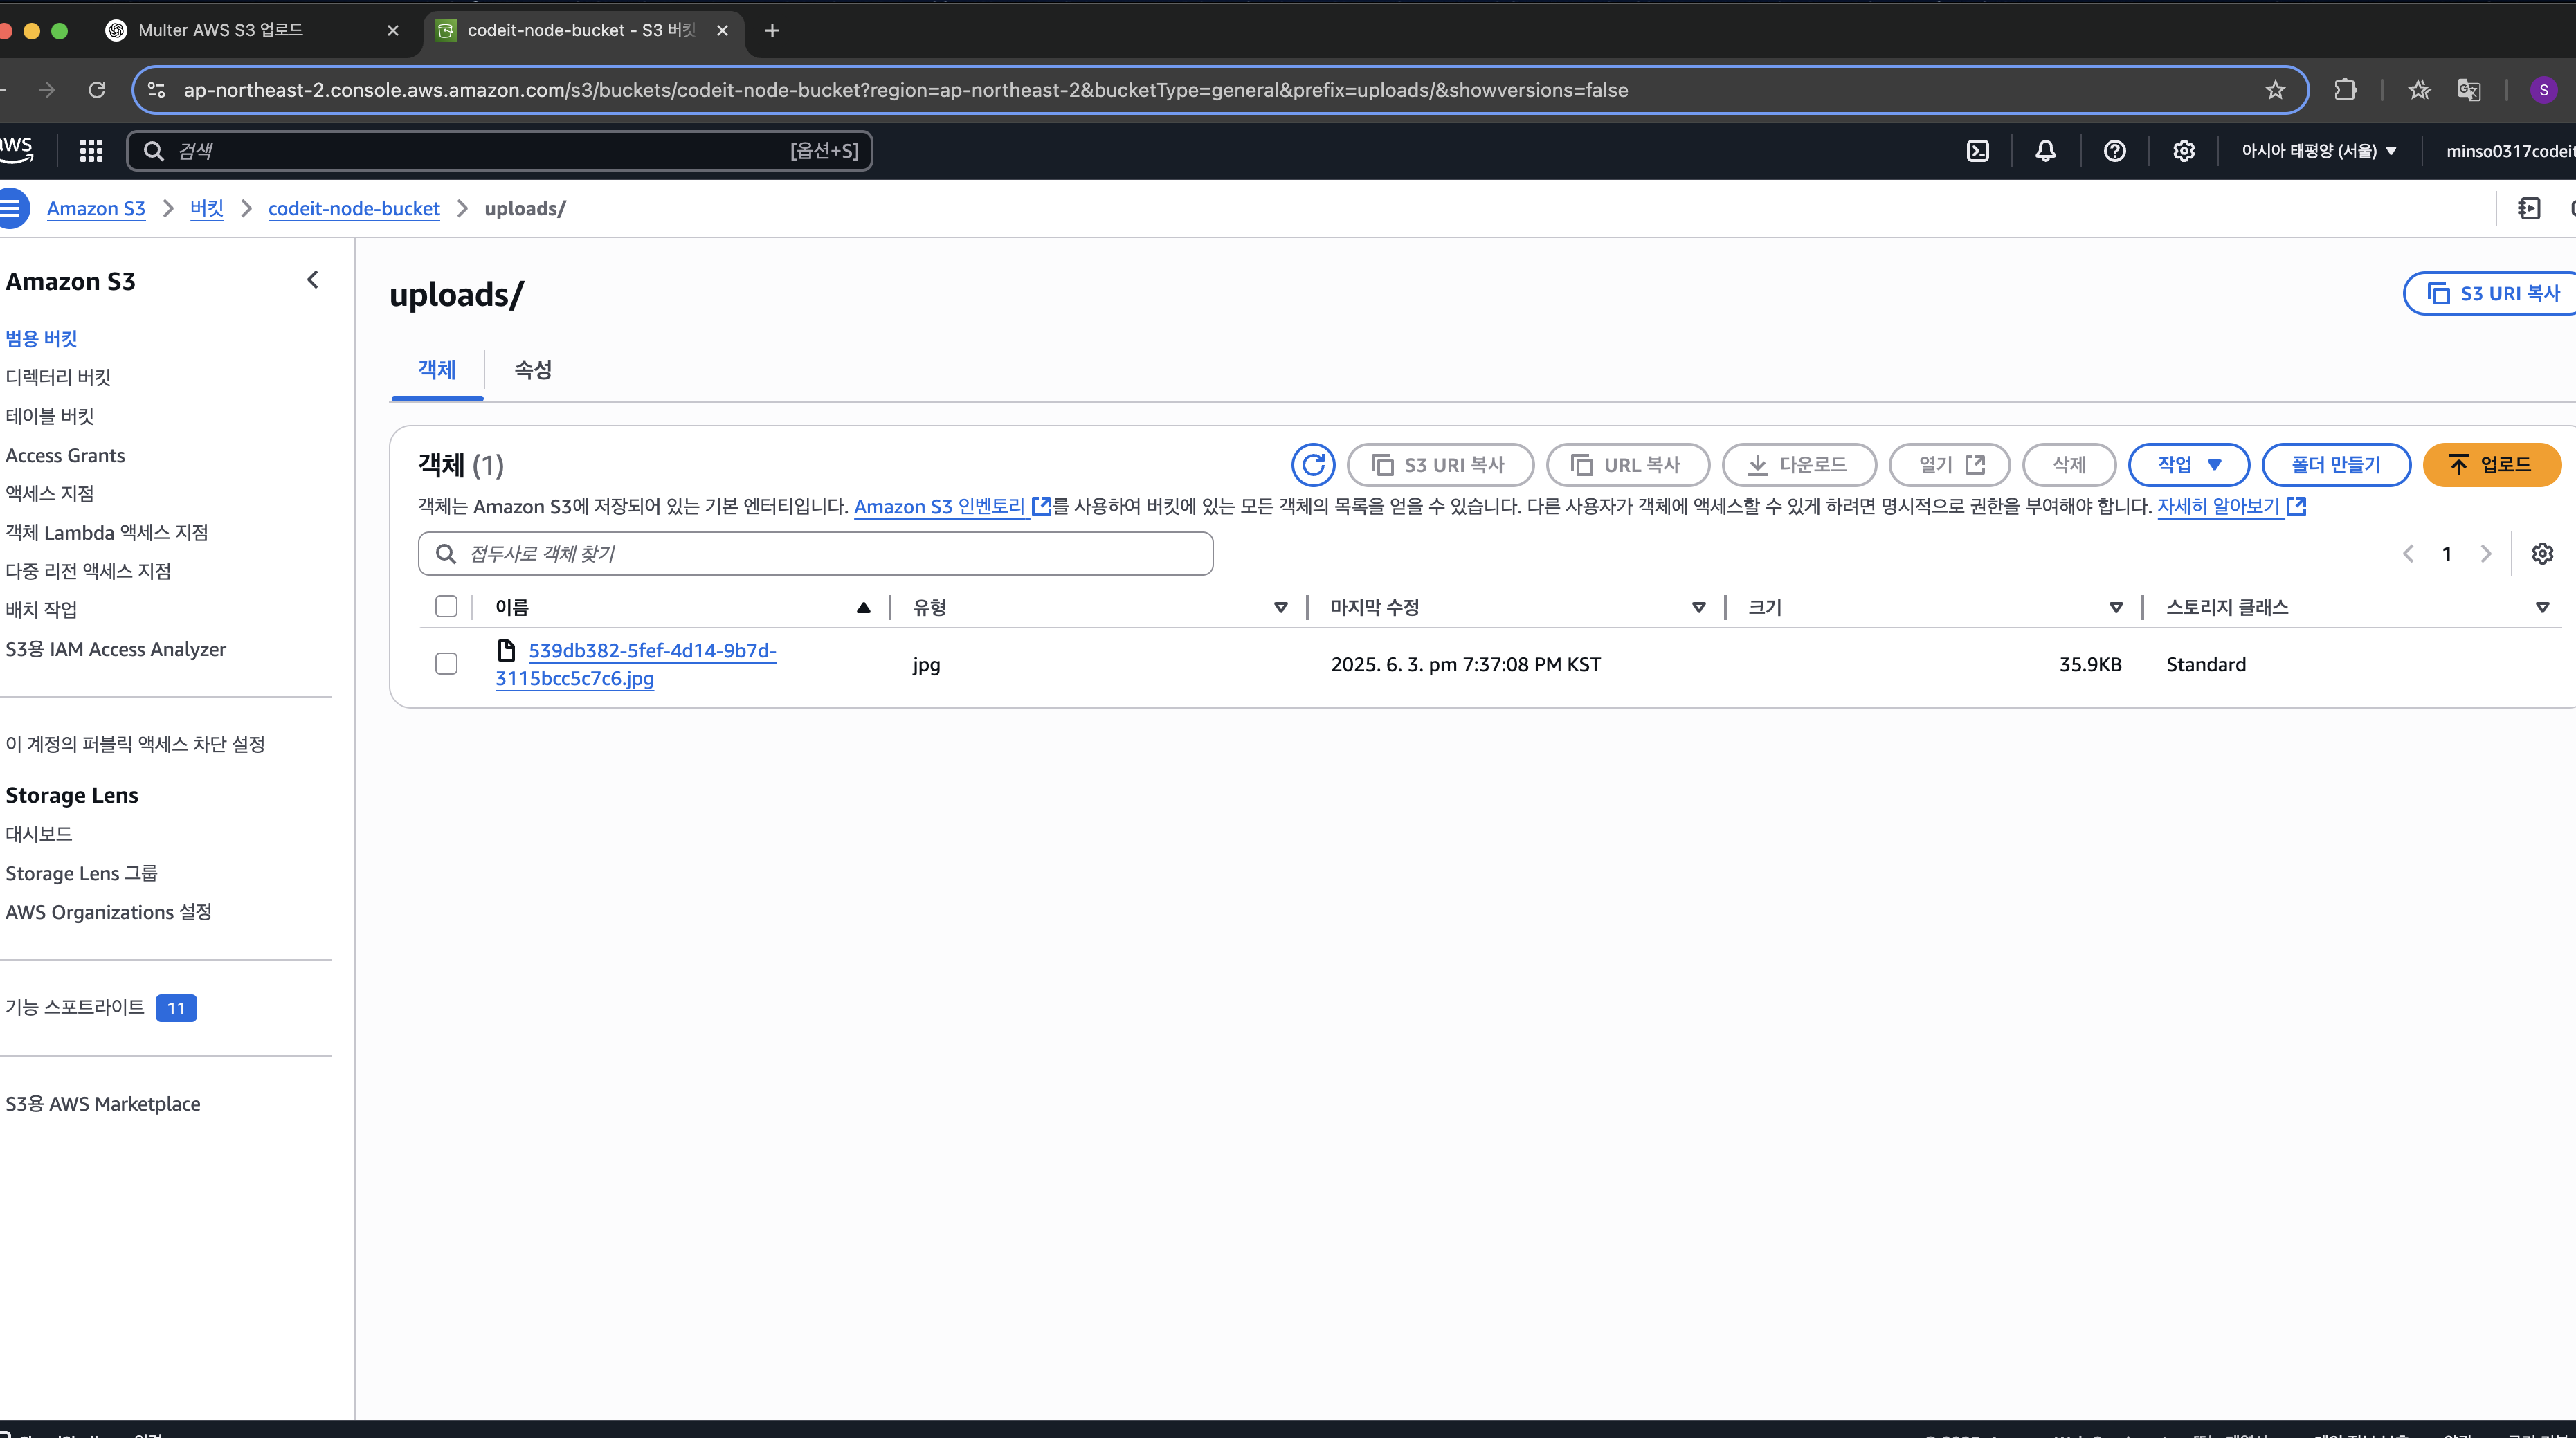 Multer AWS S3 업로드
codeit-node-bucket - S3 버킷
ap-northeast-2.console.aws.amazon.com/s3/buckets/codeit-node-bucket?region=ap-northeast-2&bucketType=general&prefix=uploads/&showversions=false
S
aws
검색
[옵션+S]
아시아 태평양 (서울)
minso0317codeit
Amazon S3
버킷
codeit-node-bucket
uploads/
Amazon S3
범용 버킷
디렉터리 버킷
테이블 버킷
Access Grants
액세스 지점
객체 Lambda 액세스 지점
다중 리전 액세스 지점
배치 작업
S3용 IAM Access Analyzer
이 계정의 퍼블릭 액세스 차단 설정
Storage Lens
대시보드
Storage Lens 그룹
AWS Organizations 설정
기능 스포트라이트 11
S3용 AWS Marketplace
uploads/
S3 URI 복사
객체
속성
객체 (1)
S3 URI 복사
URL 복사
다운로드
열기
삭제
작업
폴더 만들기
업로드
객체는 Amazon S3에 저장되어 있는 기본 엔터티입니다. Amazon S3 인벤토리를 사용하여 버킷에 있는 모든 객체의 목록을 얻을 수 있습니다. 다른 사용자가 객체에 액세스할 수 있게 하려면 명시적으로 권한을 부여해야 합니다. 자세히 알아보기
접두사로 객체 찾기
1
이름
유형
마지막 수정
크기
스토리지 클래스
539db382-5fef-4d14-9b7d-
3115bcc5c7c6.jpg
jpg
2025. 6. 3. pm 7:37:08 PM KST
35.9KB
Standard